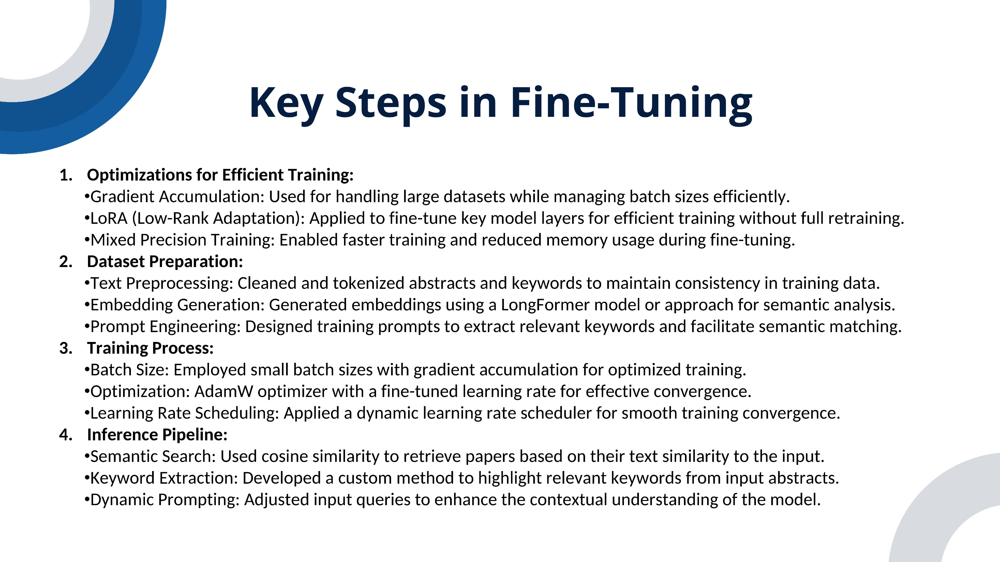 Key Steps in Fine-Tuning
1. Optimizations for Efficient Training:
•Gradient Accumulation: Used for handling large datasets while managing batch sizes efficiently.
•LoRA (Low-Rank Adaptation): Applied to fine-tune key model layers for efficient training without full retraining.
•Mixed Precision Training: Enabled faster training and reduced memory usage during fine-tuning.
2. Dataset Preparation:
•Text Preprocessing: Cleaned and tokenized abstracts and keywords to maintain consistency in training data.
•Embedding Generation: Generated embeddings using a LongFormer model or approach for semantic analysis.
•Prompt Engineering: Designed training prompts to extract relevant keywords and facilitate semantic matching.
3. Training Process:
•Batch Size: Employed small batch sizes with gradient accumulation for optimized training.
•Optimization: AdamW optimizer with a fine-tuned learning rate for effective convergence.
•Learning Rate Scheduling: Applied a dynamic learning rate scheduler for smooth training convergence.
4. Inference Pipeline:
•Semantic Search: Used cosine similarity to retrieve papers based on their text similarity to the input.
•Keyword Extraction: Developed a custom method to highlight relevant keywords from input abstracts.
•Dynamic Prompting: Adjusted input queries to enhance the contextual understanding of the model.